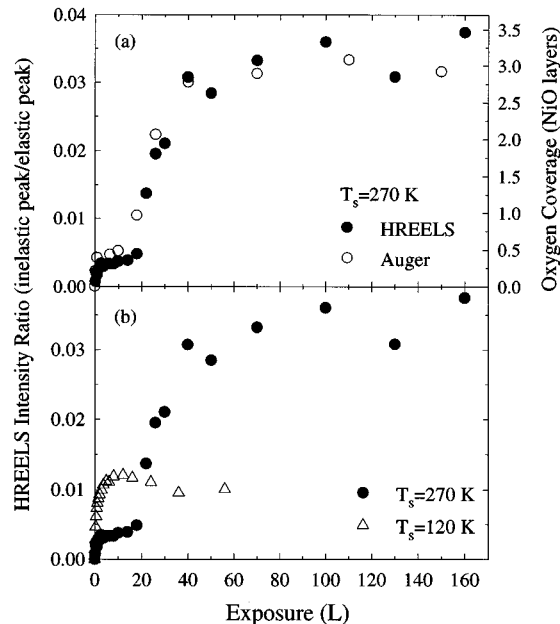 HREELS Intensity Ratio (inelastic peak/elastic peak)
Oxygen Coverage (NiO layers)
(a)
0.04
0.03
0.02
0.01
0.00
3.5
3.0
2.5
2.0
1.5
1.0
0.5
0.0
Tₛ=270 K
HREELS
Auger
(b)
0.03
0.02
0.01
0.00
Tₛ=270 K
Tₛ=120 K
0 20 40 60 80 100 120 140 160
Exposure (L)